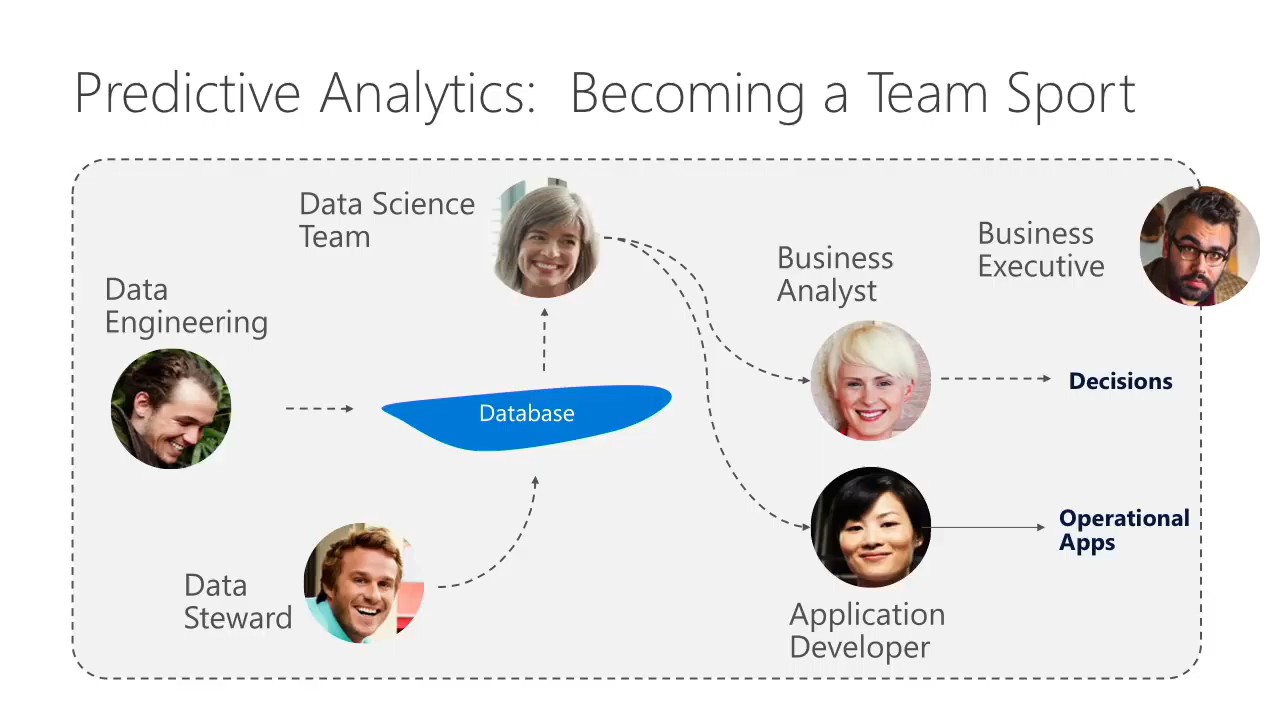 Predictive Analytics:  Becoming a Team Sport
Data Science
Team
Business
Executive
Business
Analyst
Data
Engineering
Decisions
Database
Operational
Apps
Data
Steward
Application
Developer